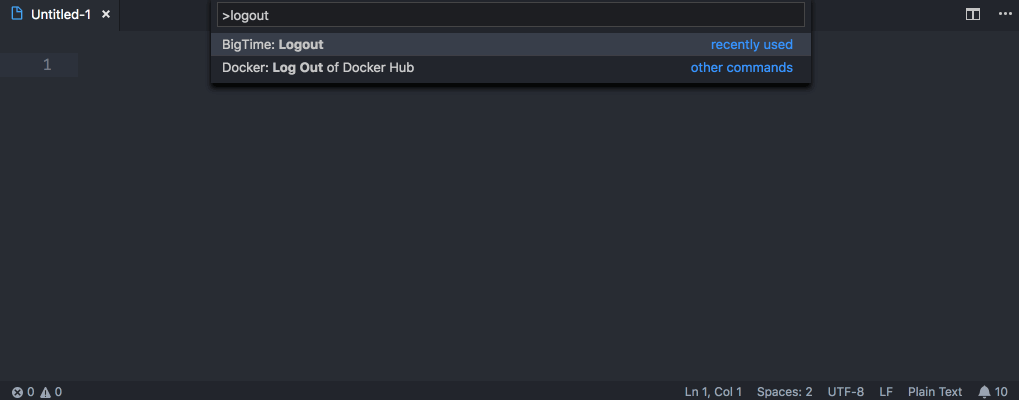 Untitled-1
>logout
BigTime: Logout recently used
Docker: Log Out of Docker Hub other commands
1
0 0 Ln 1, Col 1 Spaces: 2 UTF-8 LF Plain Text 10